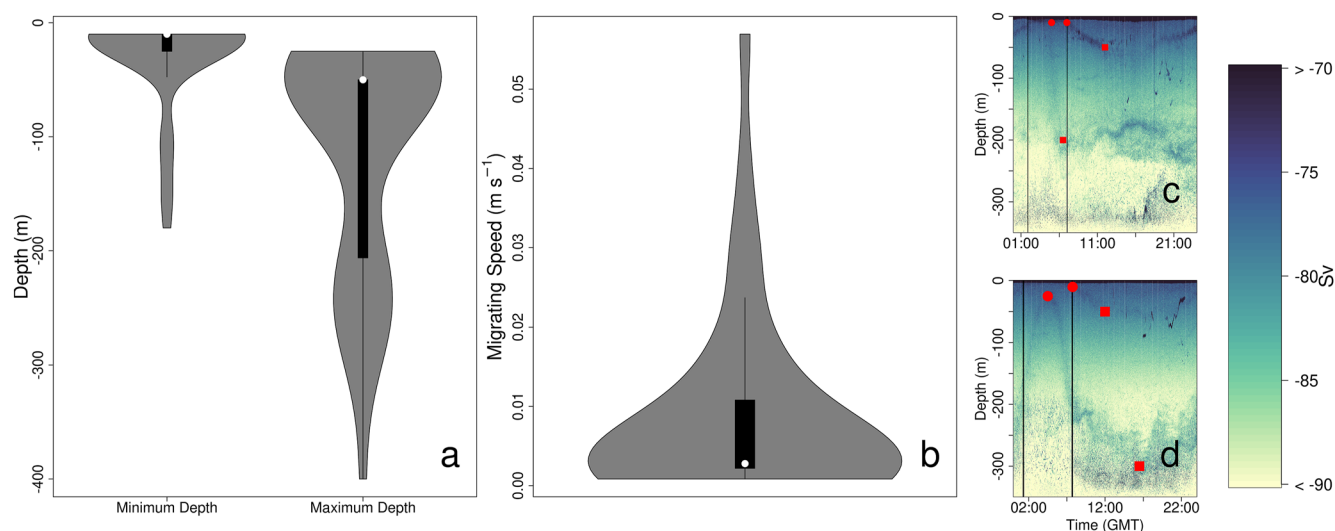 0
-100
-200
-300
-400
Depth (m)
Minimum Depth
Maximum Depth
a
0.05
0.04
0.03
0.02
0.01
0.00
Migrating Speed (m s⁻¹)
b
0
-100
-200
-300
Depth (m)
01:00
11:00
21:00
c
0
-100
-200
-300
Depth (m)
02:00
12:00
22:00
Time (GMT)
d
> -70
-75
-80
-85
< -90
Sv